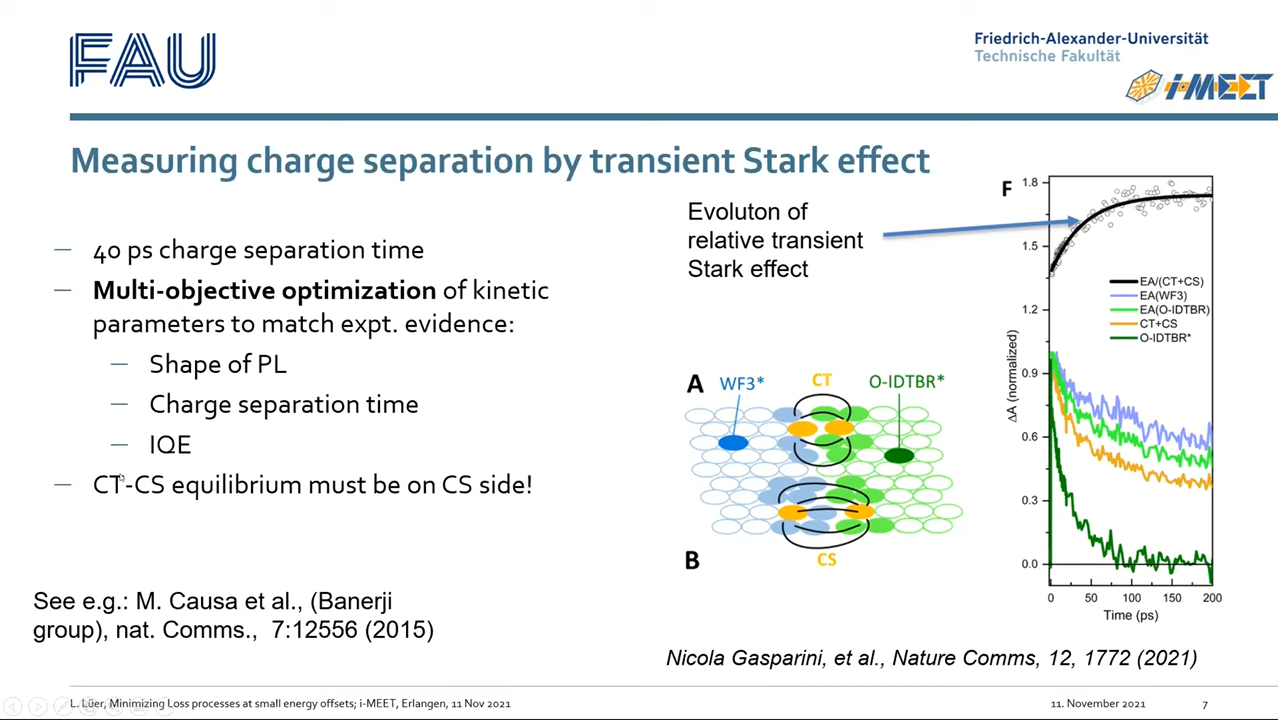 FAU
Friedrich-Alexander-Universität
Technische Fakultät
i-MEET
Measuring charge separation by transient Stark effect
— 40 ps charge separation time
— Multi-objective optimization of kinetic
parameters to match expt. evidence:
— Shape of PL
— Charge separation time
— IQE
— CT-CS equilibrium must be on CS side!
See e.g.: M. Causa et al., (Banerji
group), nat. Comms., 7:12556 (2015)
Evoluton of
relative transient
Stark effect
A
WF3*
CT
O-IDTBR*
B
CS
F
1.8
1.5
1.2
0.9
0.6
0.3
0.0
ΔA (normalized)
EA/(CT+CS)
EA(WF3)
EA(O-IDTBR)
CT+CS
O-IDTBR*
0 50 100 150 200
Time (ps)
Nicola Gasparini, et al., Nature Comms, 12, 1772 (2021)
L. Lüer, Minimizing Loss processes at small energy offsets; i-MEET, Erlangen, 11 Nov 2021
11. November 2021
7